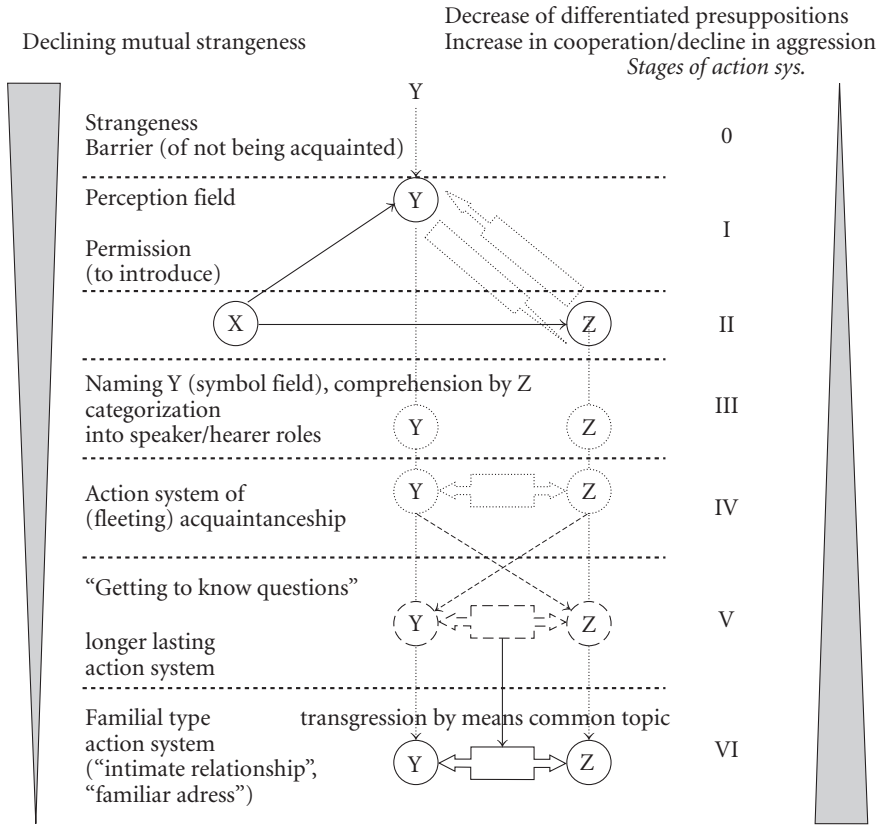 Declining mutual strangeness
Decrease of differentiated presuppositions
Increase in cooperation/decline in aggression
Stages of action sys.
Y
Strangeness
Barrier (of not being acquainted)
0
Perception field
Y
I
Permission
(to introduce)
X
Z
II
Naming Y (symbol field), comprehension by Z
categorization
into speaker/hearer roles
Y
Z
III
Action system of
(fleeting) acquaintanceship
Y
Z
IV
“Getting to know questions”
Y
Z
V
longer lasting
action system
Familial type
action system
(“intimate relationship”,
“familiar adress”)
transgression by means common topic
Y
Z
VI